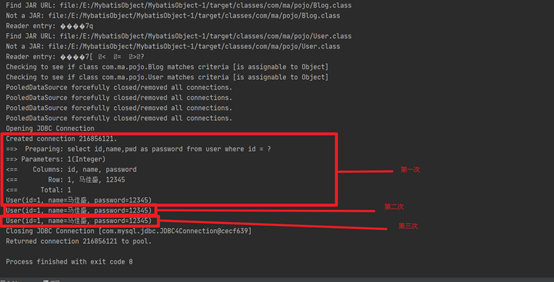 Find JAR URL: file:/E:/MybatisObject/MybatisObject-1/target/classes/com/ma/pojo/Blog.class
Not a JAR: file:/E:/MybatisObject/MybatisObject-1/target/classes/com/ma/pojo/Blog.class
Reader entry: ����7q
Find JAR URL: file:/E:/MybatisObject/MybatisObject-1/target/classes/com/ma/pojo/User.class
Not a JAR: file:/E:/MybatisObject/MybatisObject-1/target/classes/com/ma/pojo/User.class
Reader entry: ����7[
Checking to see if class com.ma.pojo.Blog matches criteria [is assignable to Object]
Checking to see if class com.ma.pojo.User matches criteria [is assignable to Object]
PooledDataSource forcefully closed/removed all connections.
PooledDataSource forcefully closed/removed all connections.
PooledDataSource forcefully closed/removed all connections.
PooledDataSource forcefully closed/removed all connections.
Opening JDBC Connection
Created connection 216856121.
==> Preparing: select id,name,pwd as password from user where id = ?
==> Parameters: 1(Integer)
第一次
<== Columns: id, name, password
<== Row: 1, 马佳盛, 12345
<== Total: 1
User(id=1, name=马佳盛, password=12345)
User(id=1, name=马佳盛, password=12345)
第二次
User(id=1, name=马佳盛, password=12345)
第三次
Closing JDBC Connection [com.mysql.jdbc.JDBC4Connection@cecf639]
Returned connection 216856121 to pool.
Process finished with exit code 0